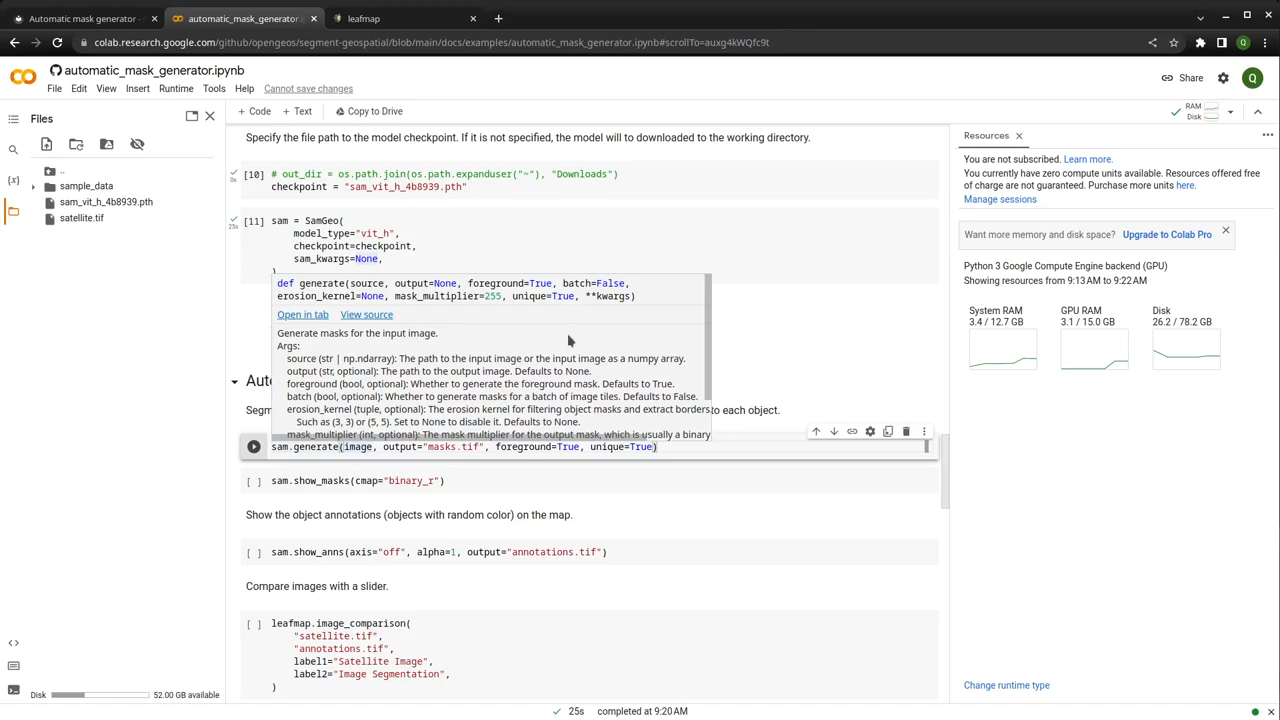 Automatic mask generator - s
automatic_mask_generator.i
leafmap
colab.research.google.com/github/opengeos/segment-geospatial/blob/main/docs/examples/automatic_mask_generator.ipynb#scrollTo=auxg4kWQfc9t
Q
automatic_mask_generator.ipynb
Share
Q
File Edit View Insert Runtime Tools Help Cannot save changes
Files
+ Code + Text Copy to Drive
RAM
Disk
Resources
..
sample_data
sam_vit_h_4b8939.pth
satellite.tif
Specify the file path to the model checkpoint. If it is not specified, the model will to downloaded to the working directory.
[10] # out_dir = os.path.join(os.path.expanduser("~"), "Downloads")
0s
checkpoint = "sam_vit_h_4b8939.pth"
[11] sam = SamGeo(
25s
model_type="vit_h",
checkpoint=checkpoint,
sam_kwargs=None,
)
def generate(source, output=None, foreground=True, batch=False,
erosion_kernel=None, mask_multiplier=255, unique=True, **kwargs)
Open in tab View source
Generate masks for the input image.
Args:
source (str | np.ndarray): The path to the input image or the input image as a numpy array.
output (str, optional): The path to the output image. Defaults to None.
foreground (bool, optional): Whether to generate the foreground mask. Defaults to True.
batch (bool, optional): Whether to generate masks for a batch of image tiles. Defaults to False.
erosion_kernel (tuple, optional): The erosion kernel for filtering object masks and extract borders.
Such as (3, 3) or (5, 5). Set to None to disable it. Defaults to None.
mask_multiplier (int, optional): The mask multiplier for the output mask, which is usually a binary
Aut
Seg
to each object.
sam.generate(image, output="masks.tif", foreground=True, unique=True)
[ ] sam.show_masks(cmap="binary_r")
Show the object annotations (objects with random color) on the map.
[ ] sam.show_anns(axis="off", alpha=1, output="annotations.tif")
Compare images with a slider.
[ ] leafmap.image_comparison(
"satellite.tif",
"annotations.tif",
label1="Satellite Image",
label2="Image Segmentation",
)
You are not subscribed. Learn more.
You currently have zero compute units available. Resources offered free
of charge are not guaranteed. Purchase more units here.
Manage sessions
Want more memory and disk space? Upgrade to Colab Pro
Python 3 Google Compute Engine backend (GPU)
Showing resources from 9:13 AM to 9:22 AM
System RAM GPU RAM Disk
3.4 / 12.7 GB 3.1 / 15.0 GB 26.2 / 78.2 GB
Change runtime type
Disk 52.00 GB available
25s completed at 9:20 AM